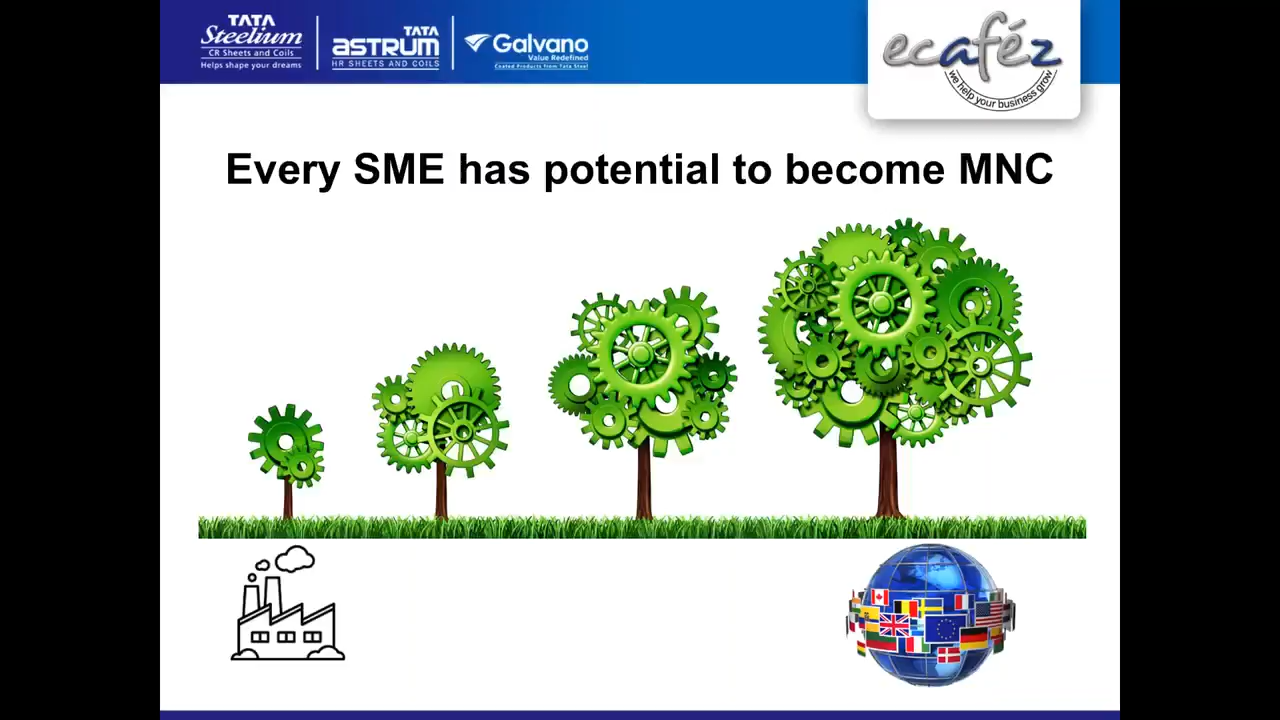 TATA
Steelium
CR Sheets and Coils
Helps shape your dreams
TATA
ASTRUM
HR SHEETS AND COILS
Galvano
Value Redefined
Coated Products from Tata Steel
ecaféz
we help your business grow
Every SME has potential to become MNC